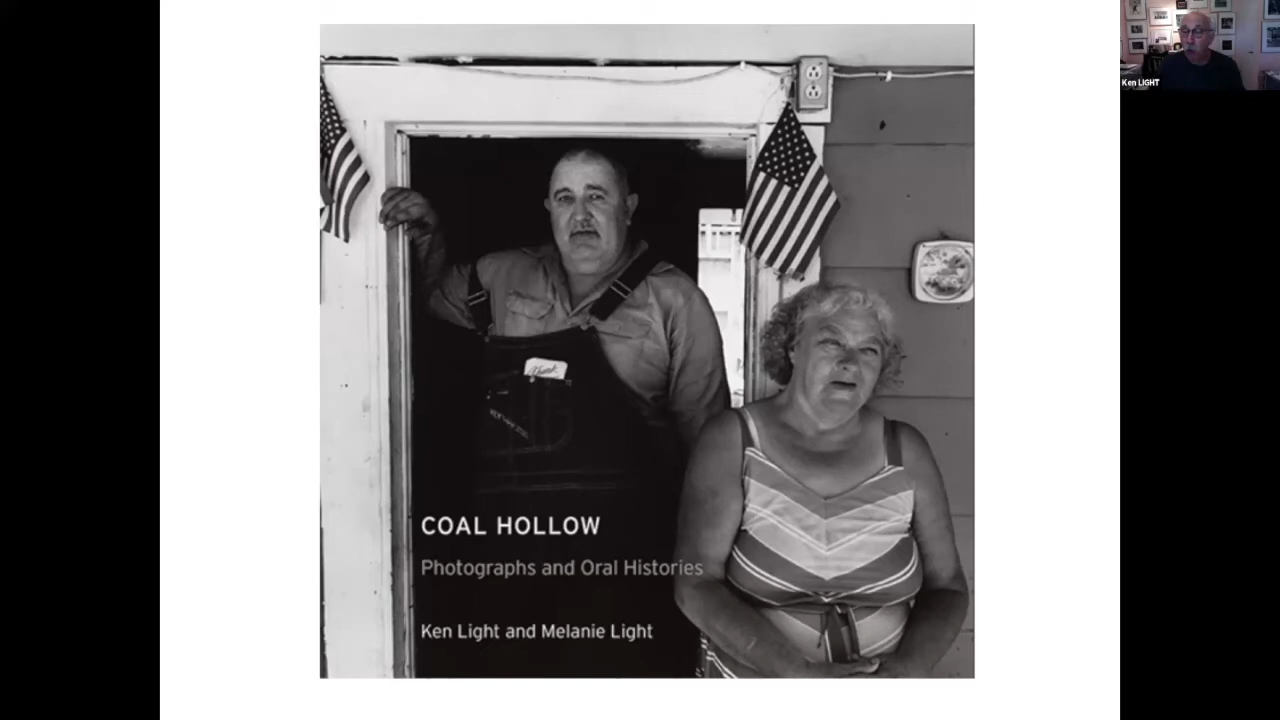 COAL HOLLOW
Photographs and Oral Histories
Ken Light and Melanie Light
Ken LIGHT